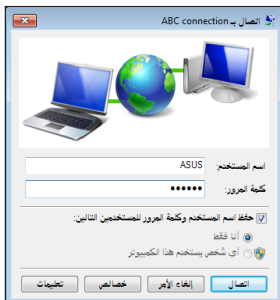 اتصال بـ ABC connection
اسم المستخدم: ASUS
كلمة المرور: ••••••
حفظ اسم المستخدم وكلمة المرور للمستخدمين التالين:
أنا فقط
أي شخص يستخدم هذا الكمبيوتر
اتصال
إلغاء الأمر
خصائص
تعليمات